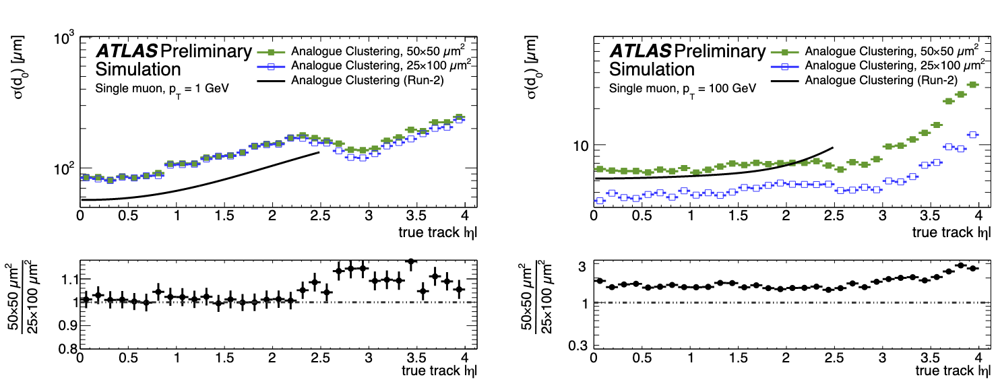 σ(d0) [μm]
10³
10²
ATLAS Preliminary
Simulation
Single muon, pT = 1 GeV
Analogue Clustering, 50×50 μm²
Analogue Clustering, 25×100 μm²
Analogue Clustering (Run-2)
0 0.5 1 1.5 2 2.5 3 3.5 4
true track |η|
50×50 μm²
25×100 μm²
1.1
1
0.9
0.8
0 0.5 1 1.5 2 2.5 3 3.5 4
true track |η|
σ(d0) [μm]
10
ATLAS Preliminary
Simulation
Single muon, pT = 100 GeV
Analogue Clustering, 50×50 μm²
Analogue Clustering, 25×100 μm²
Analogue Clustering (Run-2)
0 0.5 1 1.5 2 2.5 3 3.5 4
true track |η|
50×50 μm²
25×100 μm²
3
1
0.3
0 0.5 1 1.5 2 2.5 3 3.5 4
true track |η|